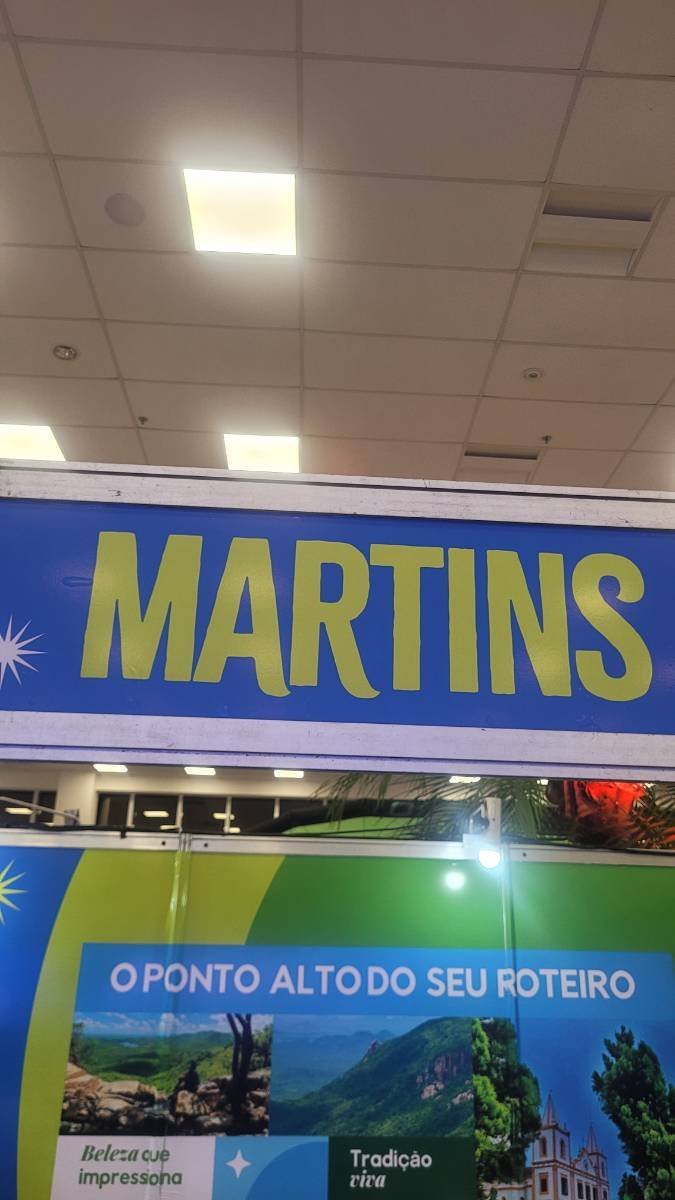 MARTINS
O PONTO ALTO DO SEU ROTEIRO
Beleza que
impressiona
Tradição
viva